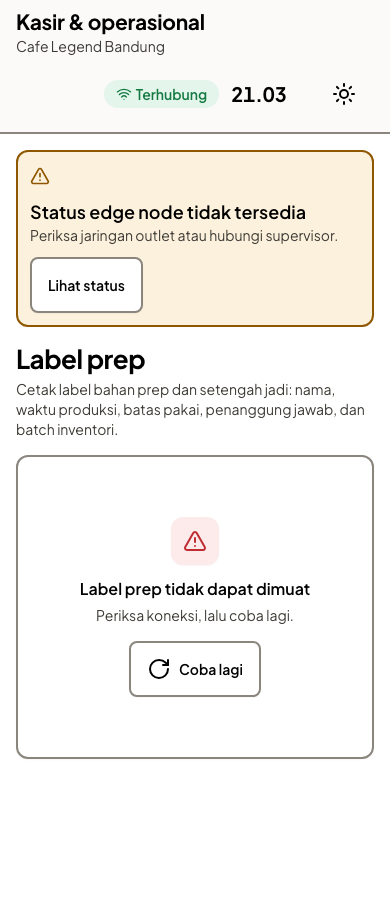 Kasir & operasional
Cafe Legend Bandung
Terhubung 21.03
Status edge node tidak tersedia
Periksa jaringan outlet atau hubungi supervisor.
Lihat status
Label prep
Cetak label bahan prep dan setengah jadi: nama,
waktu produksi, batas pakai, penanggung jawab, dan
batch inventori.
Label prep tidak dapat dimuat
Periksa koneksi, lalu coba lagi.
Coba lagi